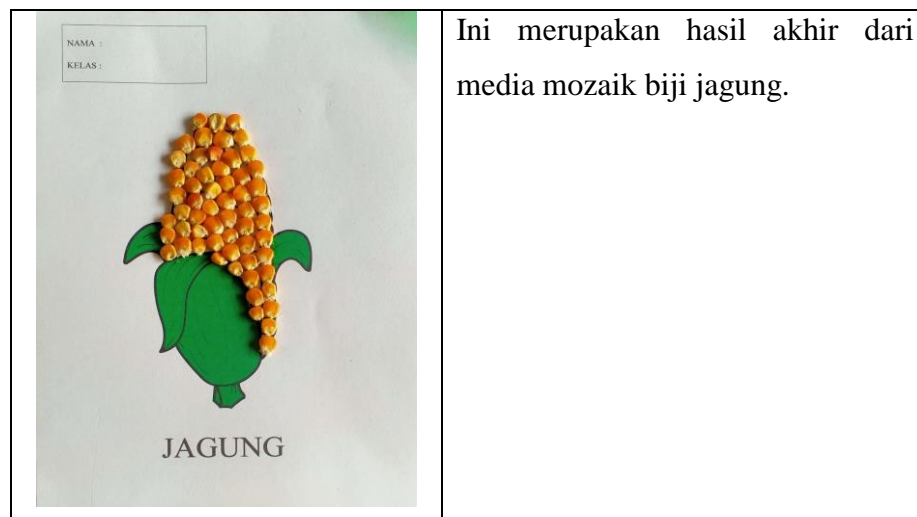 NAMA :
KELAS :
JAGUNG
Ini merupakan hasil akhir dari
media mozaik biji jagung.